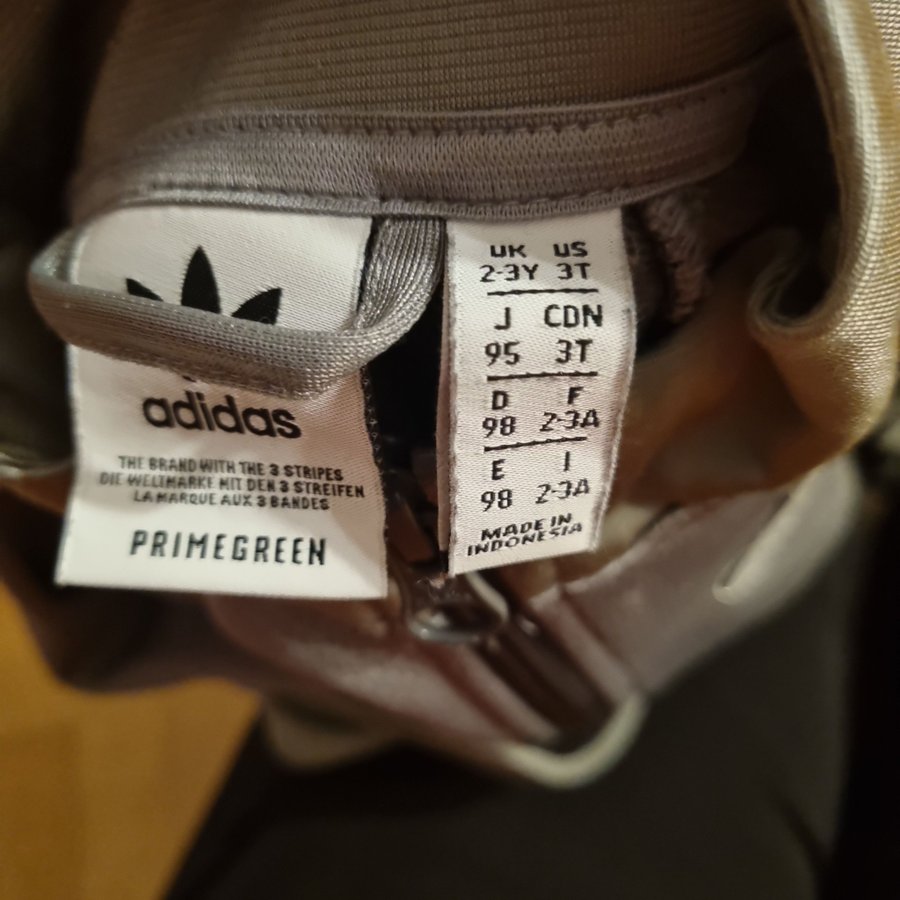 adidas
THE BRAND WITH THE 3 STRIPES
DIE WELTMARKE MIT DEN 3 STREIFEN
LA MARQUE AUX 3 BANDES
PRIMEGREEN
UK US
2-3Y 3T
J CDN
95 3T
D F
98 2-3A
E I
98 2-3A
MADE IN
INDONESIA